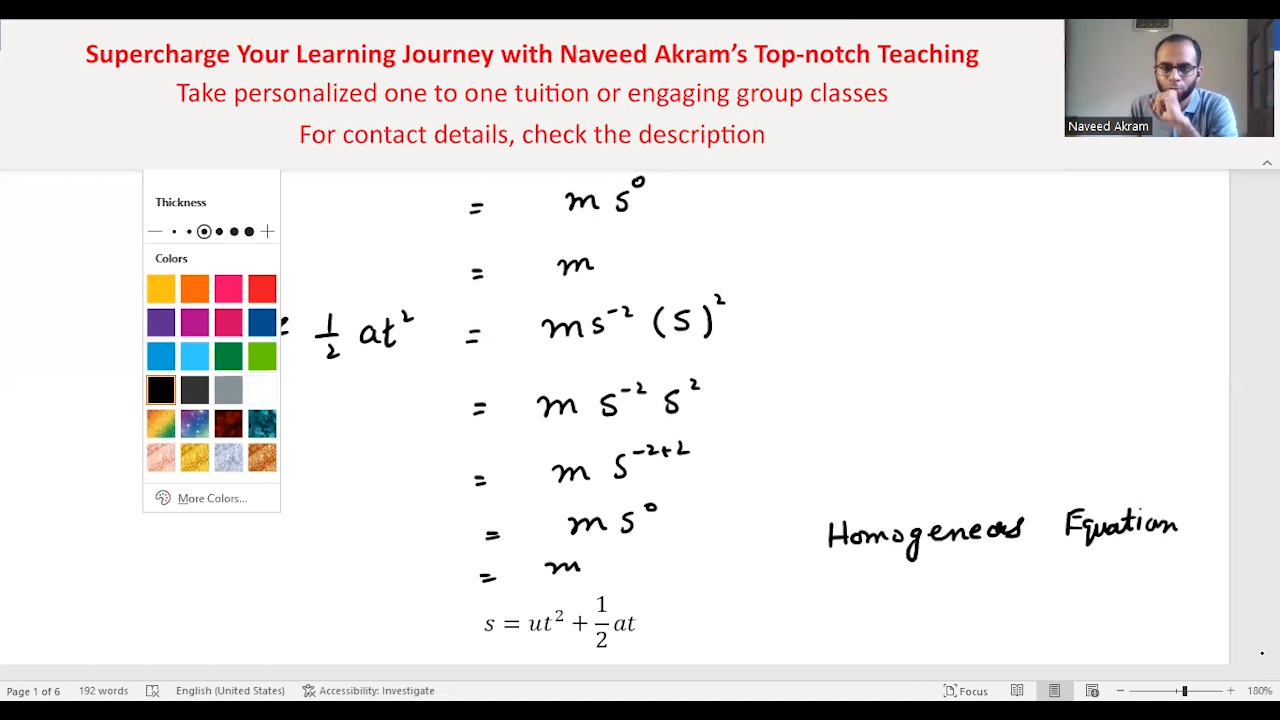 Supercharge Your Learning Journey with Naveed Akram's Top-notch Teaching
Take personalized one to one tuition or engaging group classes
For contact details, check the description
Naveed Akram
Thickness
Colors
More Colors...
= m s⁰
= m
= 1/2 at² = ms⁻² (s)²
= m s⁻² s²
= m s⁻²⁺²
= m s⁰
= m
Homogeneous Equation
s = ut² + 1/2 at
Page 1 of 6 192 words English (United States) Accessibility: Investigate Focus 180%